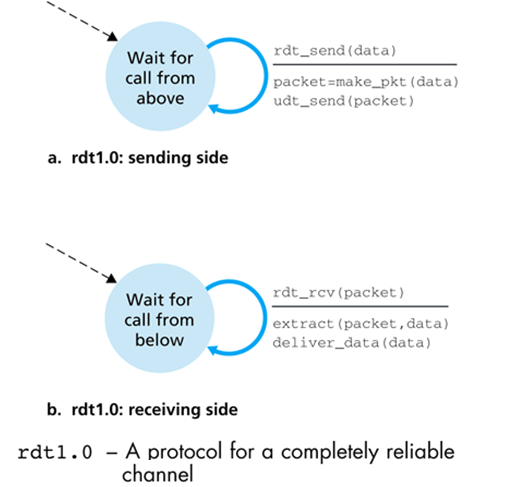 Wait for
call from
above
rdt_send(data)
packet=make_pkt(data)
udt_send(packet)
a. rdt1.0: sending side
Wait for
call from
below
rdt_rcv(packet)
extract(packet,data)
deliver_data(data)
b. rdt1.0: receiving side
rdt1.0 – A protocol for a completely reliable
channel